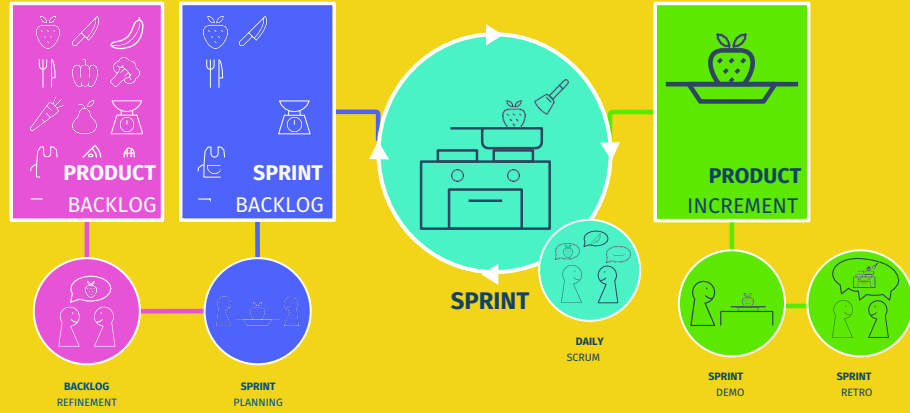 PRODUCT
BACKLOG
SPRINT
BACKLOG
PRODUCT
INCREMENT
SPRINT
DAILY
SCRUM
BACKLOG
REFINEMENT
SPRINT
PLANNING
SPRINT
DEMO
SPRINT
RETRO